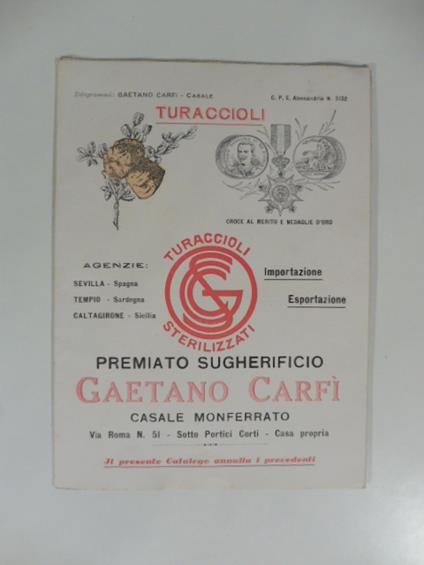 Telegrammi: GAETANO CARFÌ - CASALE
C. P. E. Alessandria N. 5132
TURACCIOLI
CROCE AL MERITO E MEDAGLIE D'ORO
TURACCIOLI
STERILIZZATI
AGENZIE:
SEVILLA - Spagna
TEMPIO - Sardegna
CALTAGIRONE - Sicilia
Importazione
Esportazione
PREMIATO SUGHERIFICIO
GAETANO CARFÌ
CASALE MONFERRATO
Via Roma N. 51 - Sotto Portici Corti - Casa propria
Il presente Catalogo annulla i precedenti